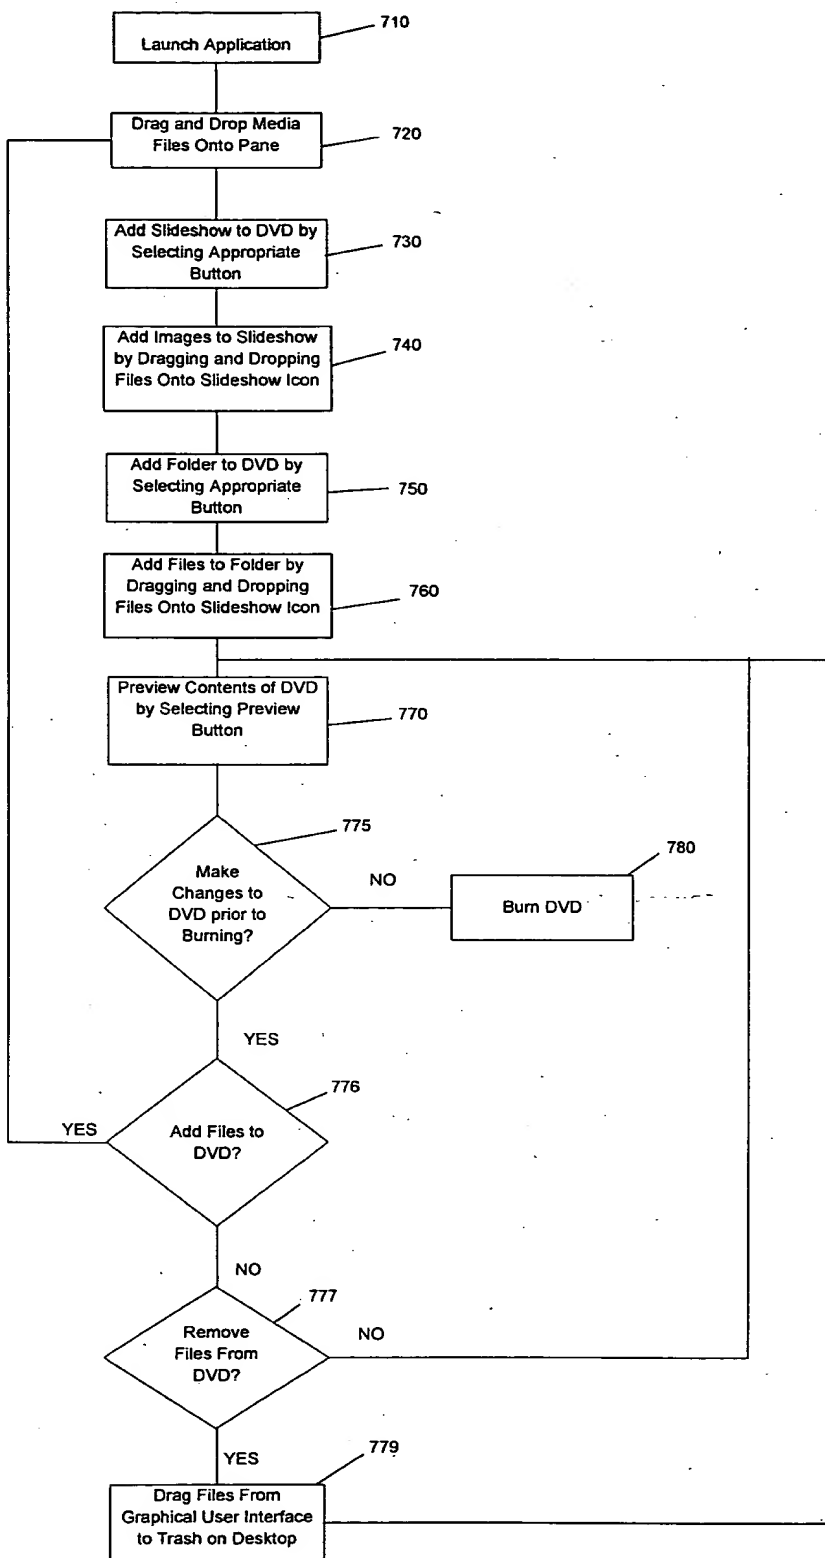 710
Launch Application
Drag and Drop Media
Files Onto Pane
720
Add Slideshow to DVD by
Selecting Appropriate
Button
730
Add Images to Slideshow
by Dragging and Dropping
Files Onto Slideshow Icon
740
Add Folder to DVD by
Selecting Appropriate
Button
750
Add Files to Folder by
Dragging and Dropping
Files Onto Slideshow Icon
760
Preview Contents of DVD
by Selecting Preview
Button
770
775
Make
Changes to
DVD prior to
Burning?
NO
780
Burn DVD
YES
776
Add Files to
DVD?
YES
NO
777
Remove
Files From
DVD?
NO
YES
779
Drag Files From
Graphical User Interface
to Trash on Desktop